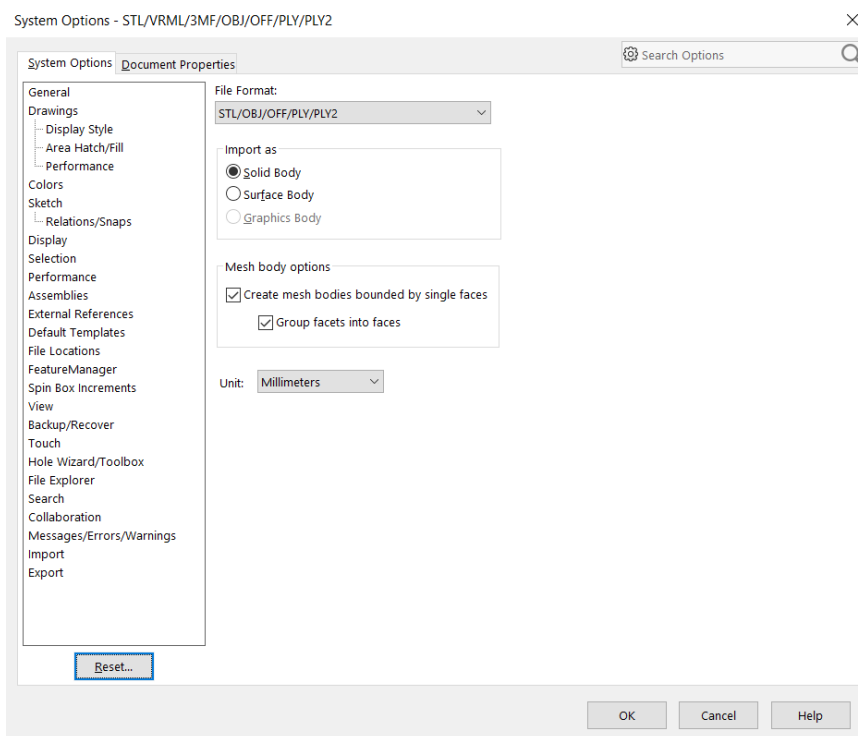 System Options - STL/VRML/3MF/OBJ/OFF/PLY/PLY2
System Options Document Properties
Search Options
General
Drawings
Display Style
Area Hatch/Fill
Performance
Colors
Sketch
Relations/Snaps
Display
Selection
Performance
Assemblies
External References
Default Templates
File Locations
FeatureManager
Spin Box Increments
View
Backup/Recover
Touch
Hole Wizard/Toolbox
File Explorer
Search
Collaboration
Messages/Errors/Warnings
Import
Export
Reset...
File Format:
STL/OBJ/OFF/PLY/PLY2
Import as
Solid Body
Surface Body
Graphics Body
Mesh body options
Create mesh bodies bounded by single faces
Group facets into faces
Unit: Millimeters
OK Cancel Help